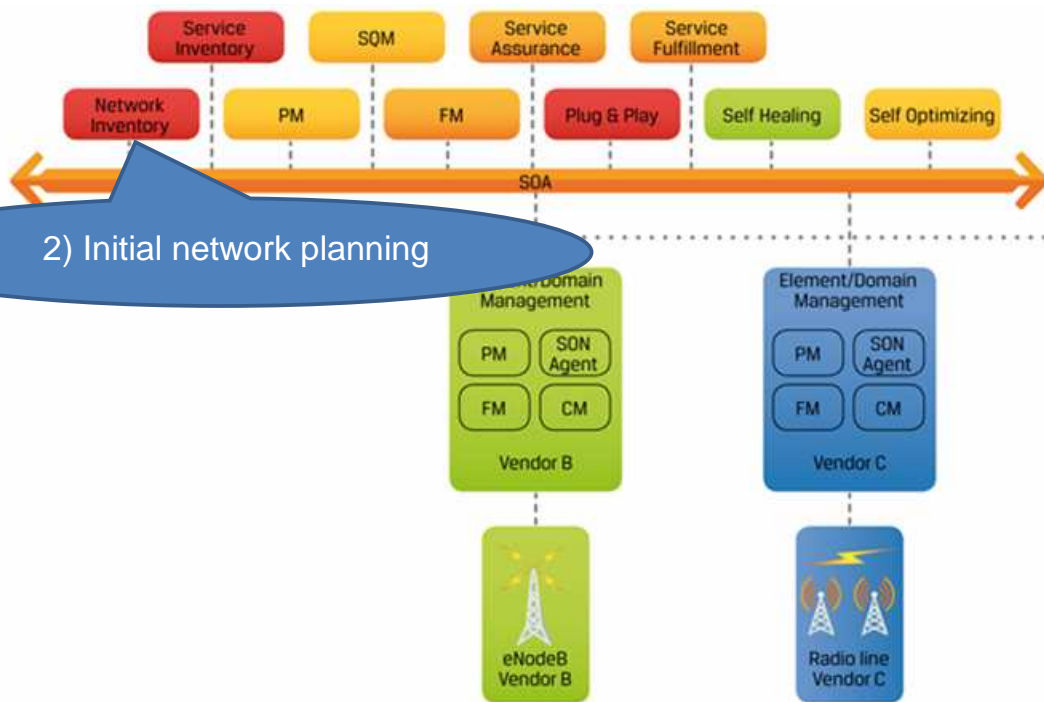 Service
Inventory
SQM
Service
Assurance
Service
Fulfillment
Network
Inventory
PM
FM
Plug & Play
Self Healing
Self Optimizing
SOA
2) Initial network planning
Domain
Management
PM
SON
Agent
FM
CM
Vendor B
Element/Domain
Management
PM
SON
Agent
FM
CM
Vendor C
eNodeB
Vendor B
Radio line
Vendor C